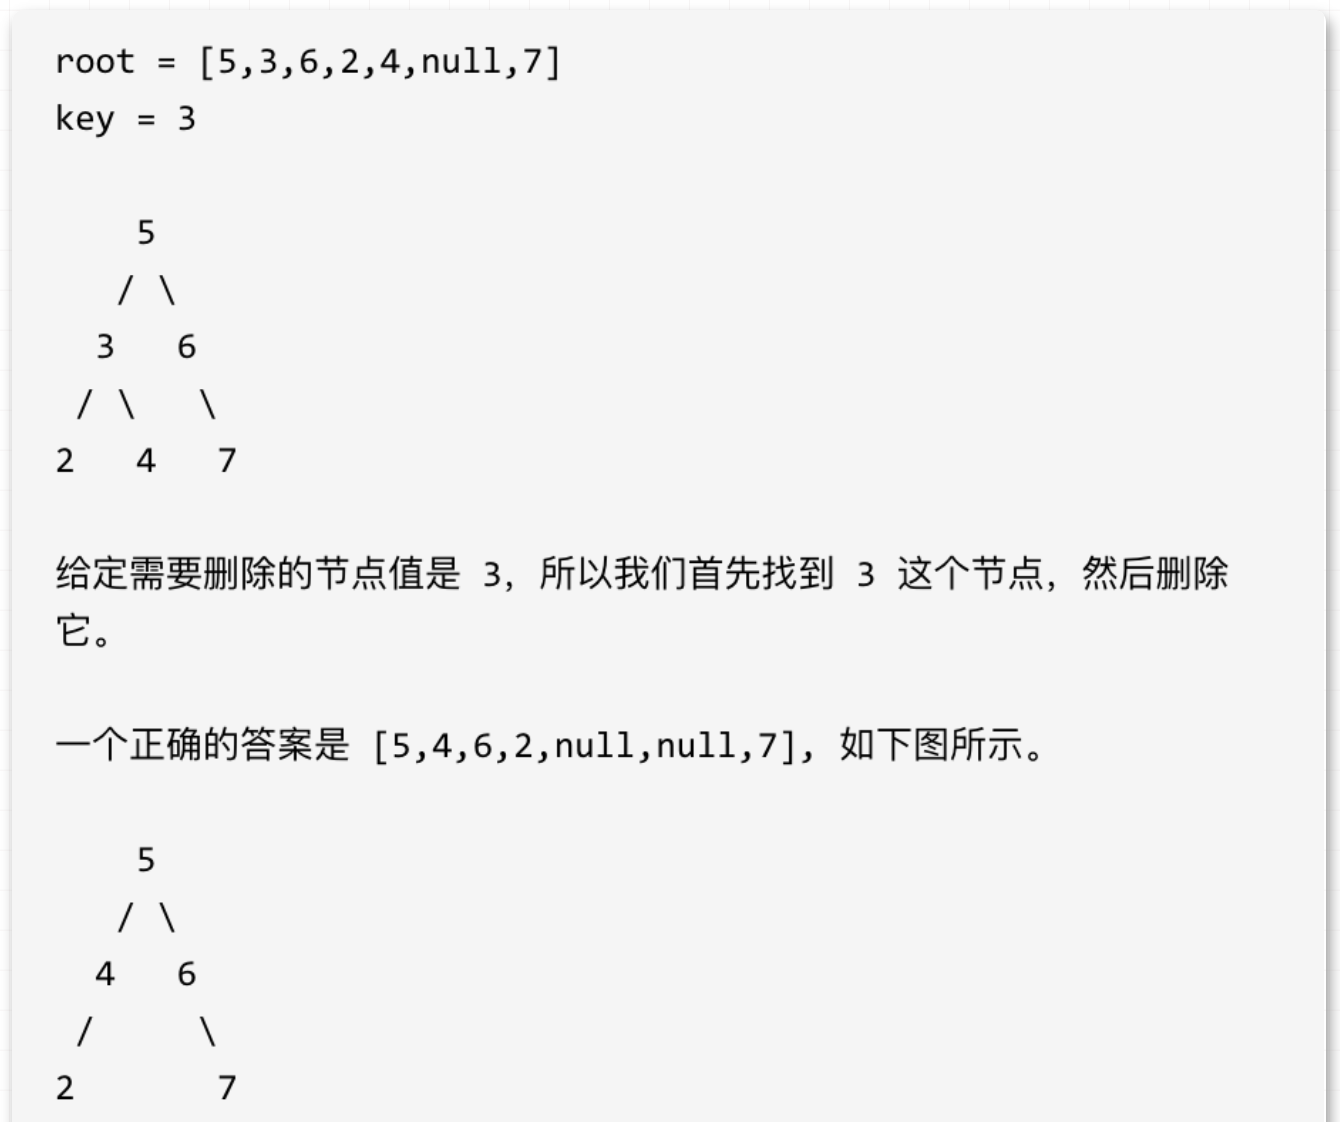 root = [5,3,6,2,4,null,7]
key = 3
    5
   / \
  3   6
 / \   \
2   4   7
给定需要删除的节点值是 3，所以我们首先找到 3 这个节点，然后删除
它。
一个正确的答案是 [5,4,6,2,null,null,7], 如下图所示。
    5
   / \
  4   6
 /     \
2       7